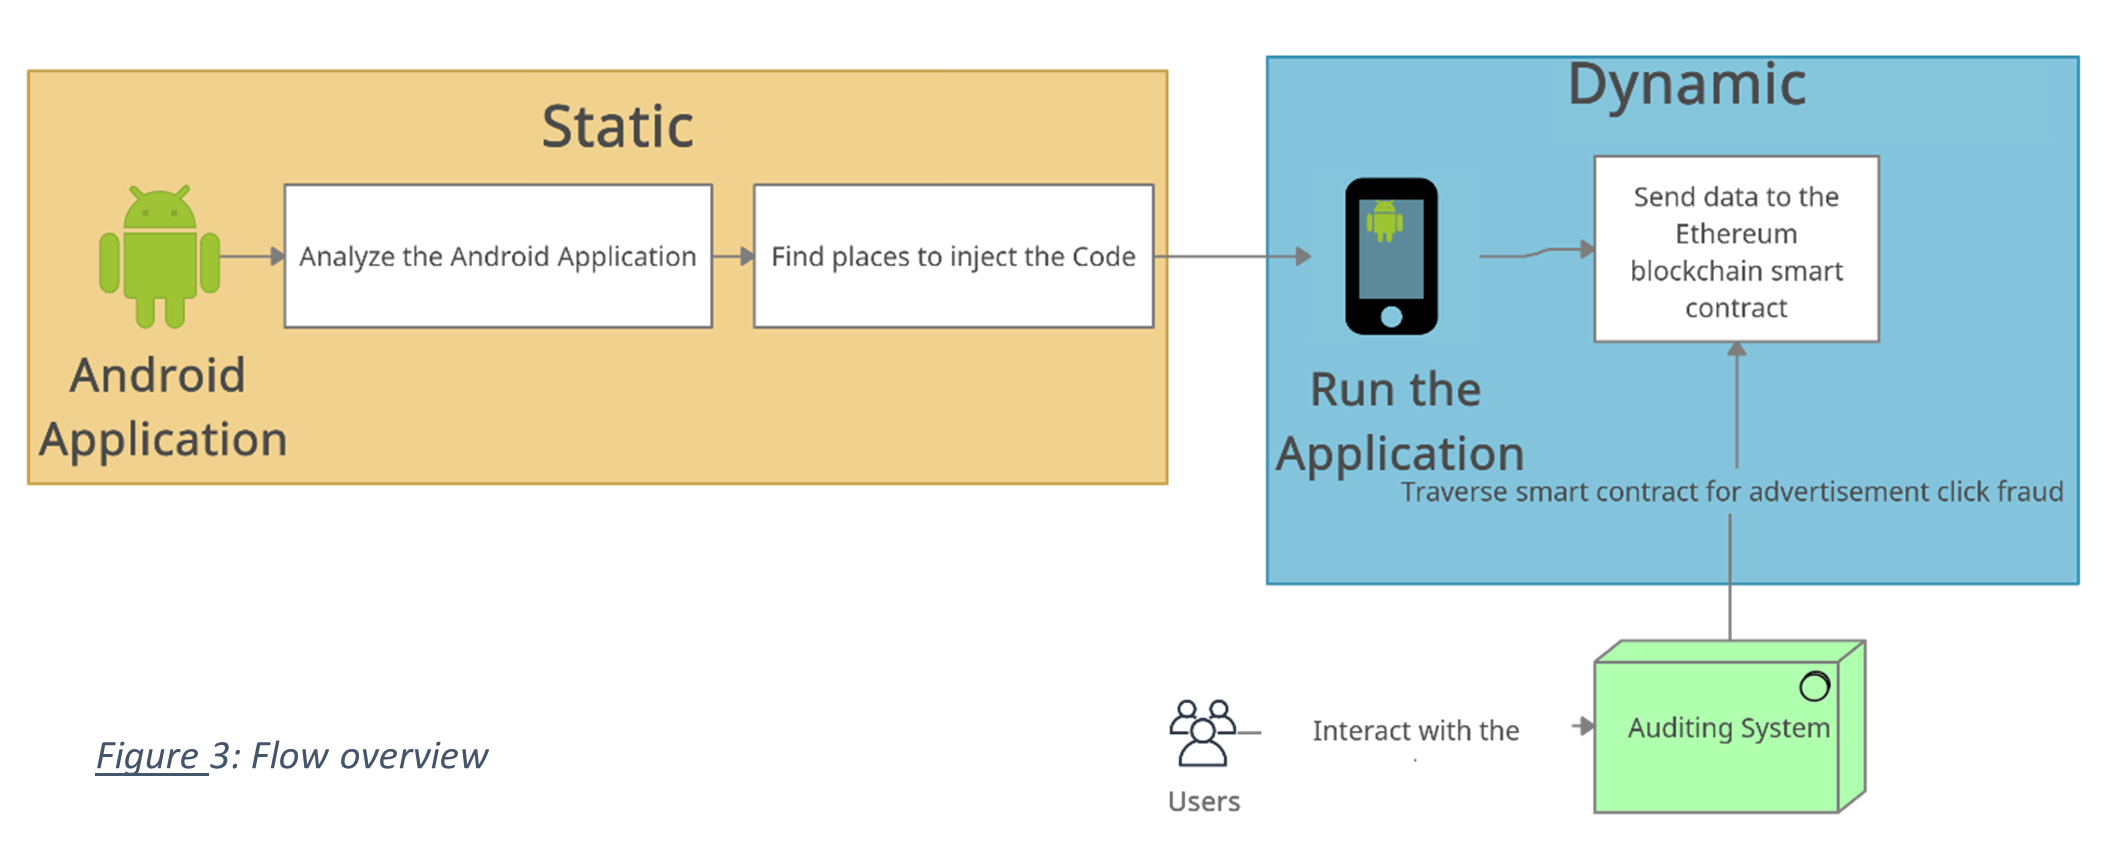 Static
Analyze the Android Application
Find places to inject the Code
Android
Application
Dynamic
Send data to the
Ethereum
blockchain smart
contract
Run the
Application
Traverse smart contract for advertisement click fraud
Interact with the
Auditing System
Users
Figure 3: Flow overview